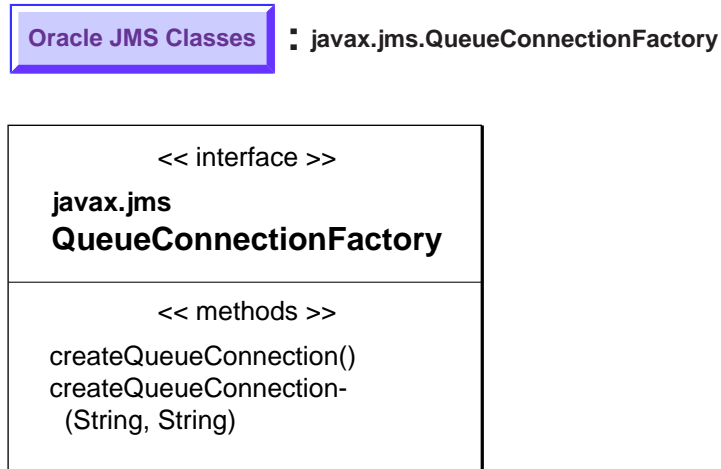 Oracle JMS Classes : javax.jms.QueueConnectionFactory
<< interface >>
javax.jms
QueueConnectionFactory
<< methods >>
createQueueConnection()
createQueueConnection-
(String, String)